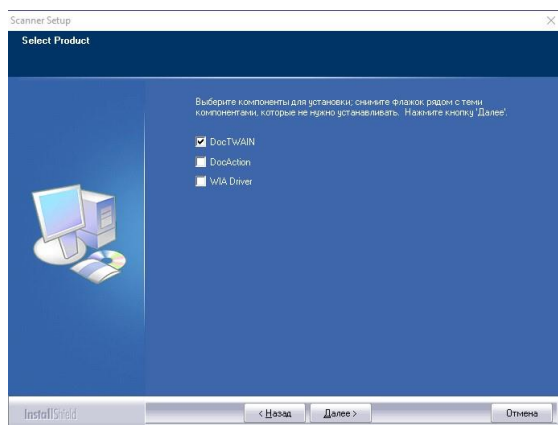 Scanner Setup
Select Product
Выберите компоненты для установки; снимите флажок рядом с теми
компонентами, которые не нужно устанавливать. Нажмите кнопку 'Далее'.
DocTWAIN
DocAction
WIA Driver
InstallShield
< Назад
Далее >
Отмена